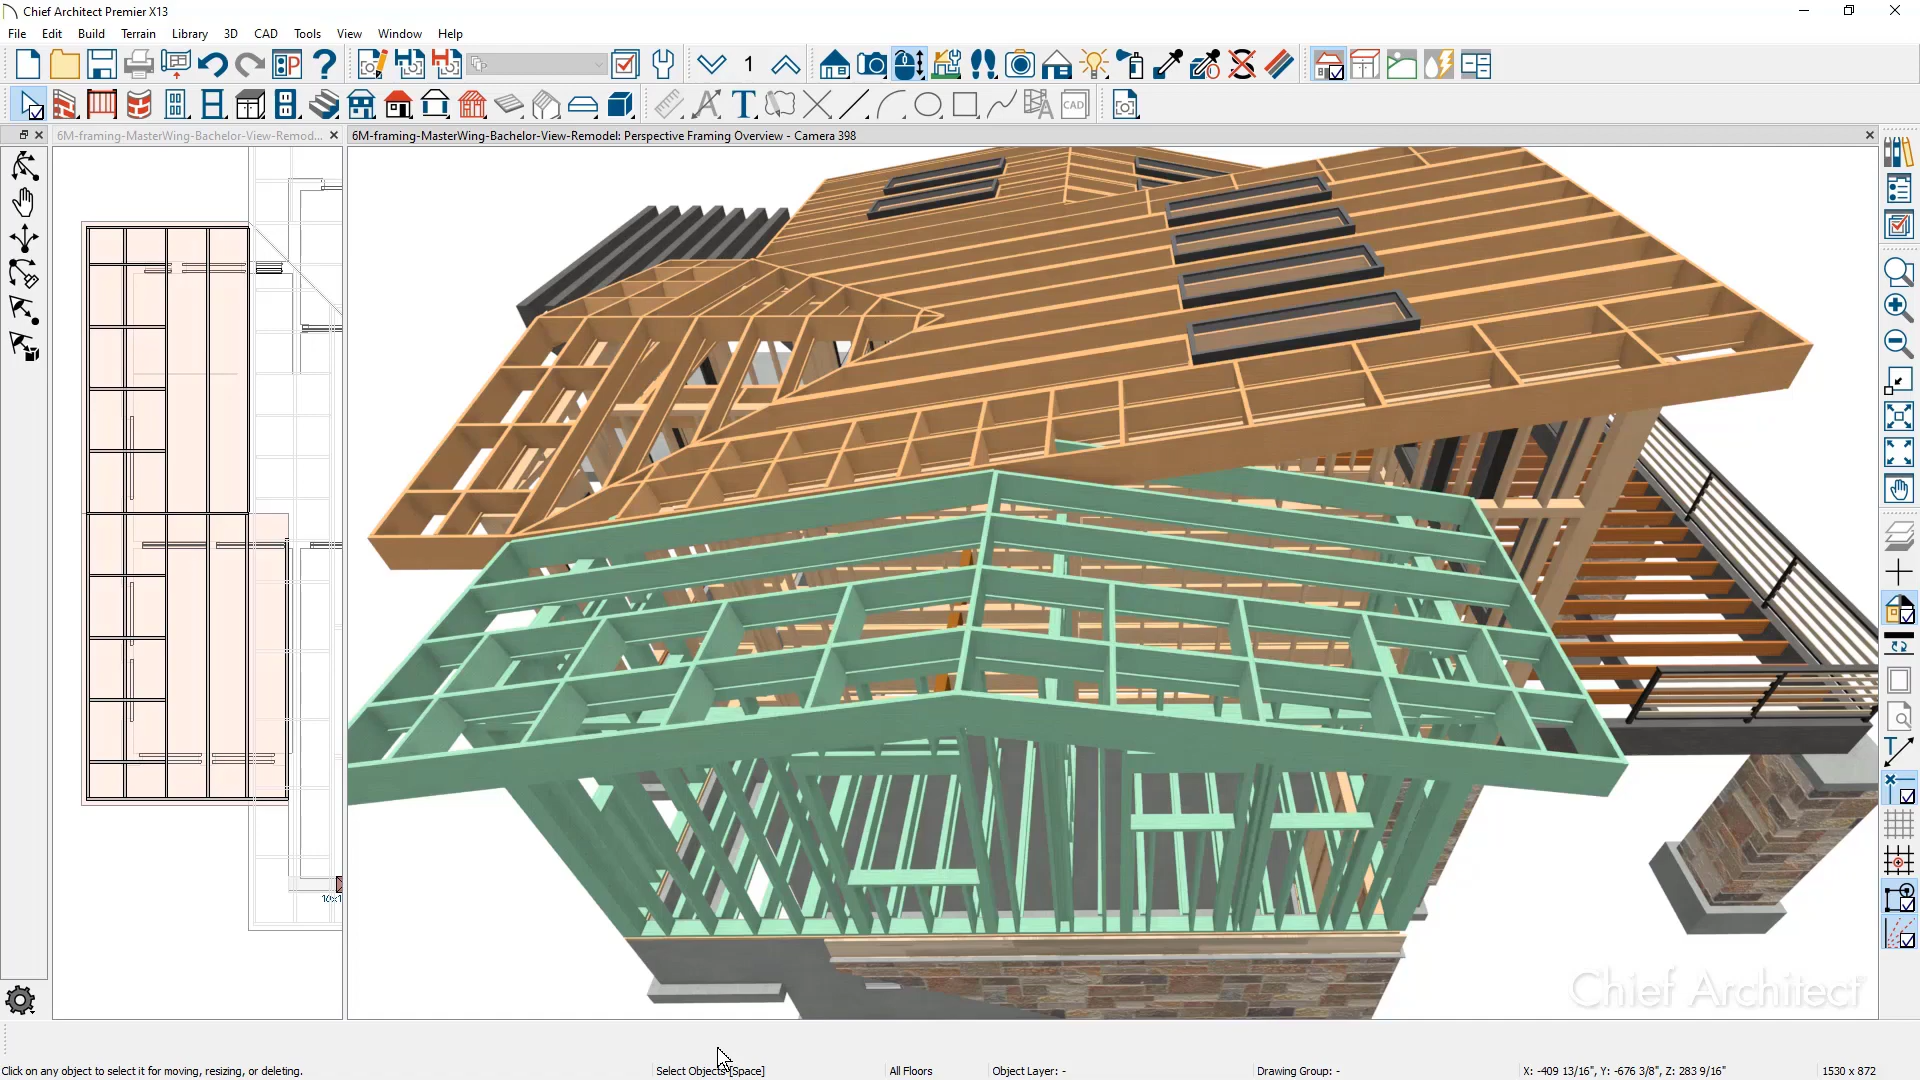 Chief Architect Premier X13
File Edit Build Terrain Library 3D CAD Tools View Window Help
1
CAD
6M-framing-MasterWing-Bachelor-View-Remod...
6M-framing-MasterWing-Bachelor-View-Remodel: Perspective Framing Overview - Camera 398
Chief Architect
Click on any object to select it for moving, resizing, or deleting.
Select Objects [Space]
All Floors
Object Layer: -
Drawing Group: -
X: -409 13/16", Y: -676 3/8", Z: 283 9/16"
1530 x 872